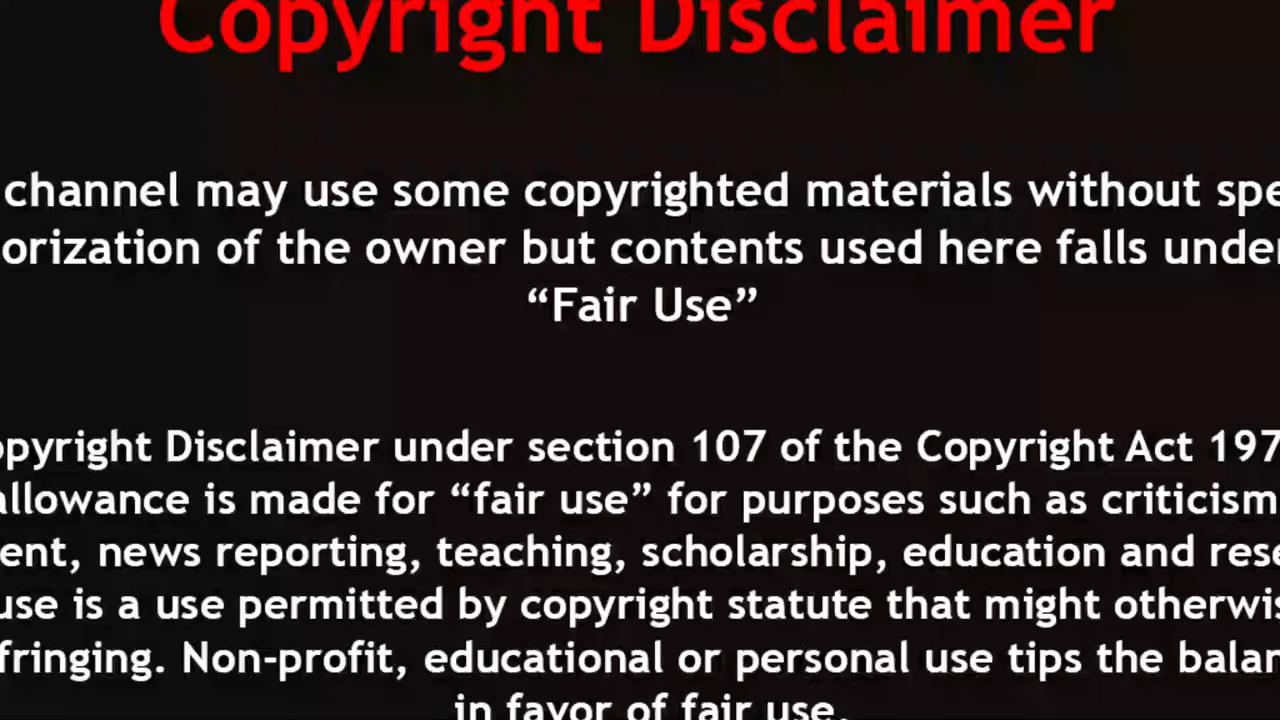 Copyright Disclaimer
channel may use some copyrighted materials without spe
orization of the owner but contents used here falls under
“Fair Use”
opyright Disclaimer under section 107 of the Copyright Act 197
allowance is made for “fair use” for purposes such as criticism
ent, news reporting, teaching, scholarship, education and rese
use is a use permitted by copyright statute that might otherwis
fringing. Non-profit, educational or personal use tips the balan
in favor of fair use.